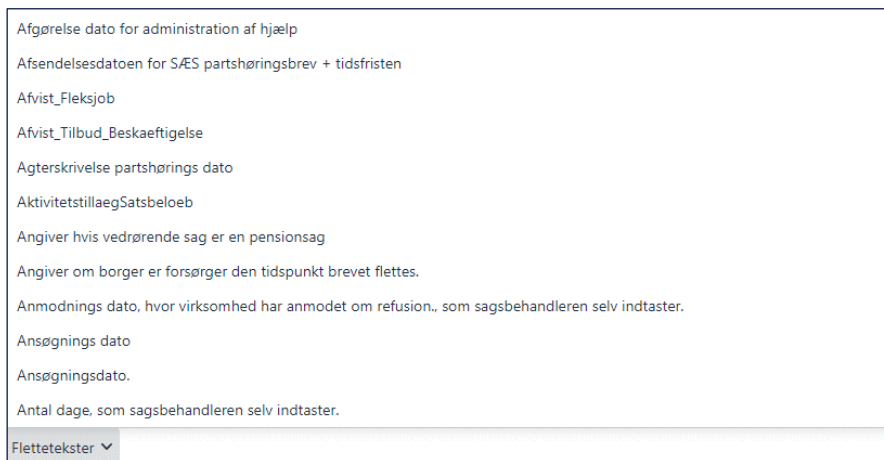 Afgørelse dato for administration af hjælp
Afsendelsesdatoen for SÆS partshøringsbrev + tidsfristen
Afvist_Fleksjob
Afvist_Tilbud_Beskaeftigelse
Agterskrivelse partshørings dato
AktivitetstillaegSatsbeloeb
Angiver hvis vedrørende sag er en pensionsag
Angiver om borger er forsørger den tidspunkt brevet flettes.
Anmodnings dato, hvor virksomhed har anmodet om refusion., som sagsbehandleren selv indtaster.
Ansøgnings dato
Ansøgningsdato.
Antal dage, som sagsbehandleren selv indtaster.
Flettetekster